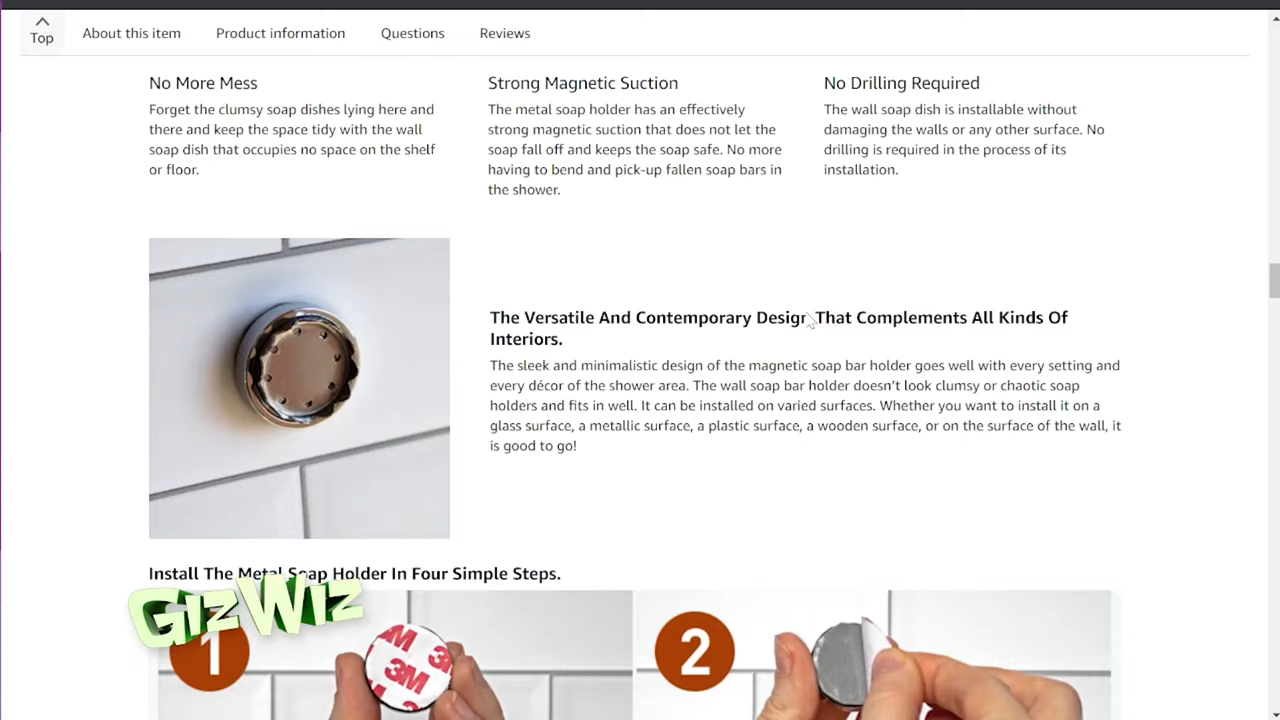 Top
About this item
Product information
Questions
Reviews
No More Mess
Forget the clumsy soap dishes lying here and
there and keep the space tidy with the wall
soap dish that occupies no space on the shelf
or floor.
Strong Magnetic Suction
The metal soap holder has an effectively
strong magnetic suction that does not let the
soap fall off and keeps the soap safe. No more
having to bend and pick-up fallen soap bars in
the shower.
No Drilling Required
The wall soap dish is installable without
damaging the walls or any other surface. No
drilling is required in the process of its
installation.
The Versatile And Contemporary Design That Complements All Kinds Of
Interiors.
The sleek and minimalistic design of the magnetic soap bar holder goes well with every setting and
every décor of the shower area. The wall soap bar holder doesn't look clumsy or chaotic soap
holders and fits in well. It can be installed on varied surfaces. Whether you want to install it on a
glass surface, a metallic surface, a plastic surface, a wooden surface, or on the surface of the wall, it
is good to go!
Install The Metal Soap Holder In Four Simple Steps.
GizWiz
1
3M
3M
3M
2